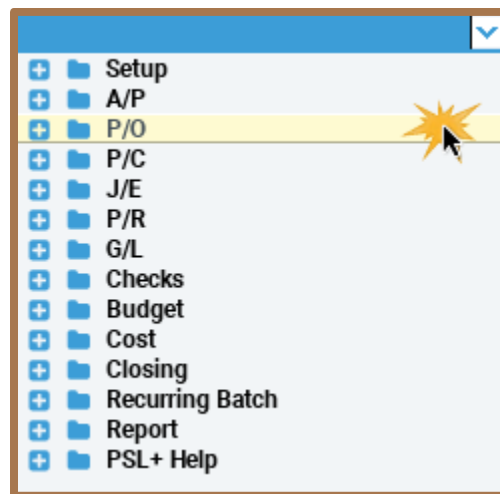 Setup
A/P
P/O
P/C
J/E
P/R
G/L
Checks
Budget
Cost
Closing
Recurring Batch
Report
PSL+ Help